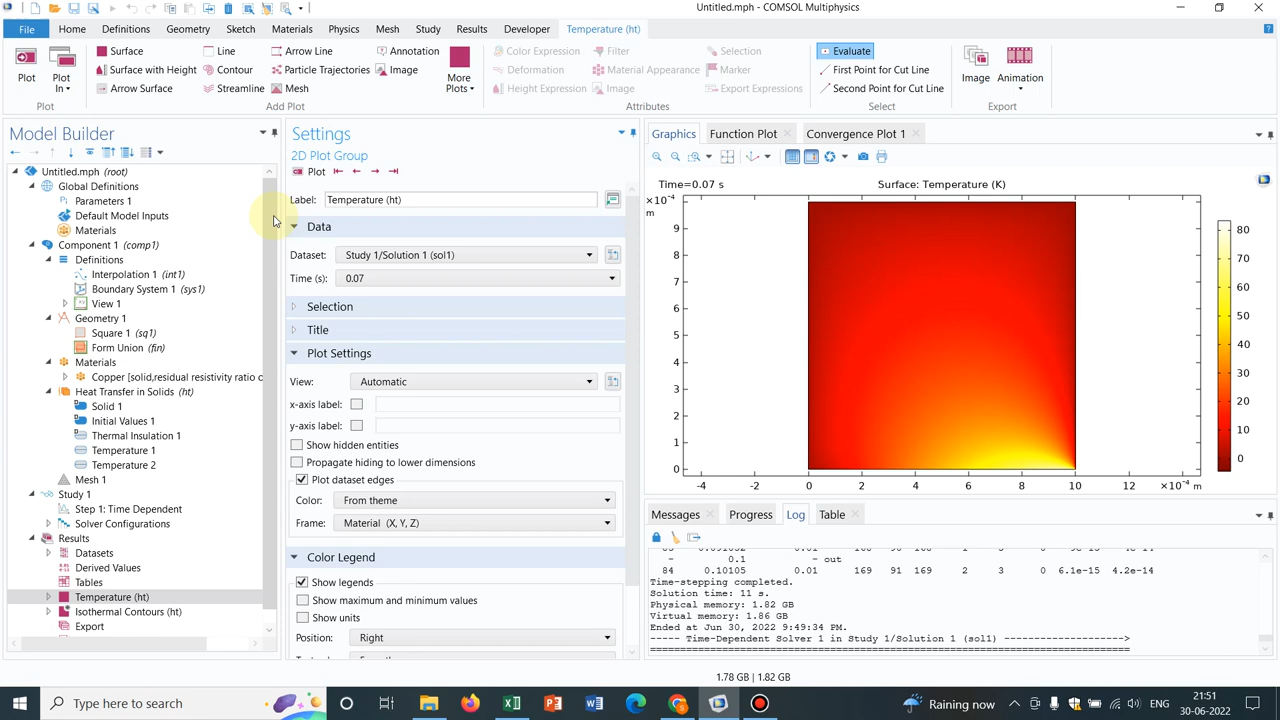 Untitled.mph - COMSOL Multiphysics
File Home Definitions Geometry Sketch Materials Physics Mesh Study Results Developer Temperature (ht)
Plot
Plot In
Plot
Surface Line Arrow Line Annotation
Surface with Height Contour Particle Trajectories Image
Arrow Surface Streamline Mesh
More Plots
Add Plot
Color Expression Filter Selection
Deformation Material Appearance Marker
Height Expression Image Export Expressions
Attributes
Evaluate
First Point for Cut Line
Second Point for Cut Line
Select
Image Animation
Export
Model Builder
Untitled.mph (root)
Global Definitions
Parameters 1
Default Model Inputs
Materials
Component 1 (comp1)
Definitions
Interpolation 1 (int1)
Boundary System 1 (sys1)
View 1
Geometry 1
Square 1 (sq1)
Form Union (fin)
Materials
Copper [solid,residual resistivity ratio o
Heat Transfer in Solids (ht)
Solid 1
Initial Values 1
Thermal Insulation 1
Temperature 1
Temperature 2
Mesh 1
Study 1
Step 1: Time Dependent
Solver Configurations
Results
Datasets
Derived Values
Tables
Temperature (ht)
Isothermal Contours (ht)
Export
Settings
2D Plot Group
Plot
Label: Temperature (ht)
Data
Dataset: Study 1/Solution 1 (sol1)
Time (s): 0.07
Selection
Title
Plot Settings
View: Automatic
x-axis label:
y-axis label:
Show hidden entities
Propagate hiding to lower dimensions
Plot dataset edges
Color: From theme
Frame: Material (X, Y, Z)
Color Legend
Show legends
Show maximum and minimum values
Show units
Position: Right
Graphics Function Plot Convergence Plot 1
Time=0.07 s Surface: Temperature (K)
×10⁻⁴
m
9
8
7
6
5
4
3
2
1
0
-4 -2 0 2 4 6 8 10 12 ×10⁻⁴ m
80
70
60
50
40
30
20
10
0
Messages Progress Log Table
- 0.1 - out
84 0.10105 0.01 169 91 169 2 3 0 6.1e-15 4.2e-14
Time-stepping completed.
Solution time: 11 s.
Physical memory: 1.82 GB
Virtual memory: 1.86 GB
Ended at Jun 30, 2022 9:49:34 PM.
----- Time-Dependent Solver 1 in Study 1/Solution 1 (sol1) -------------------->
1.78 GB | 1.82 GB
Type here to search
Raining now
ENG
21:51
30-06-2022